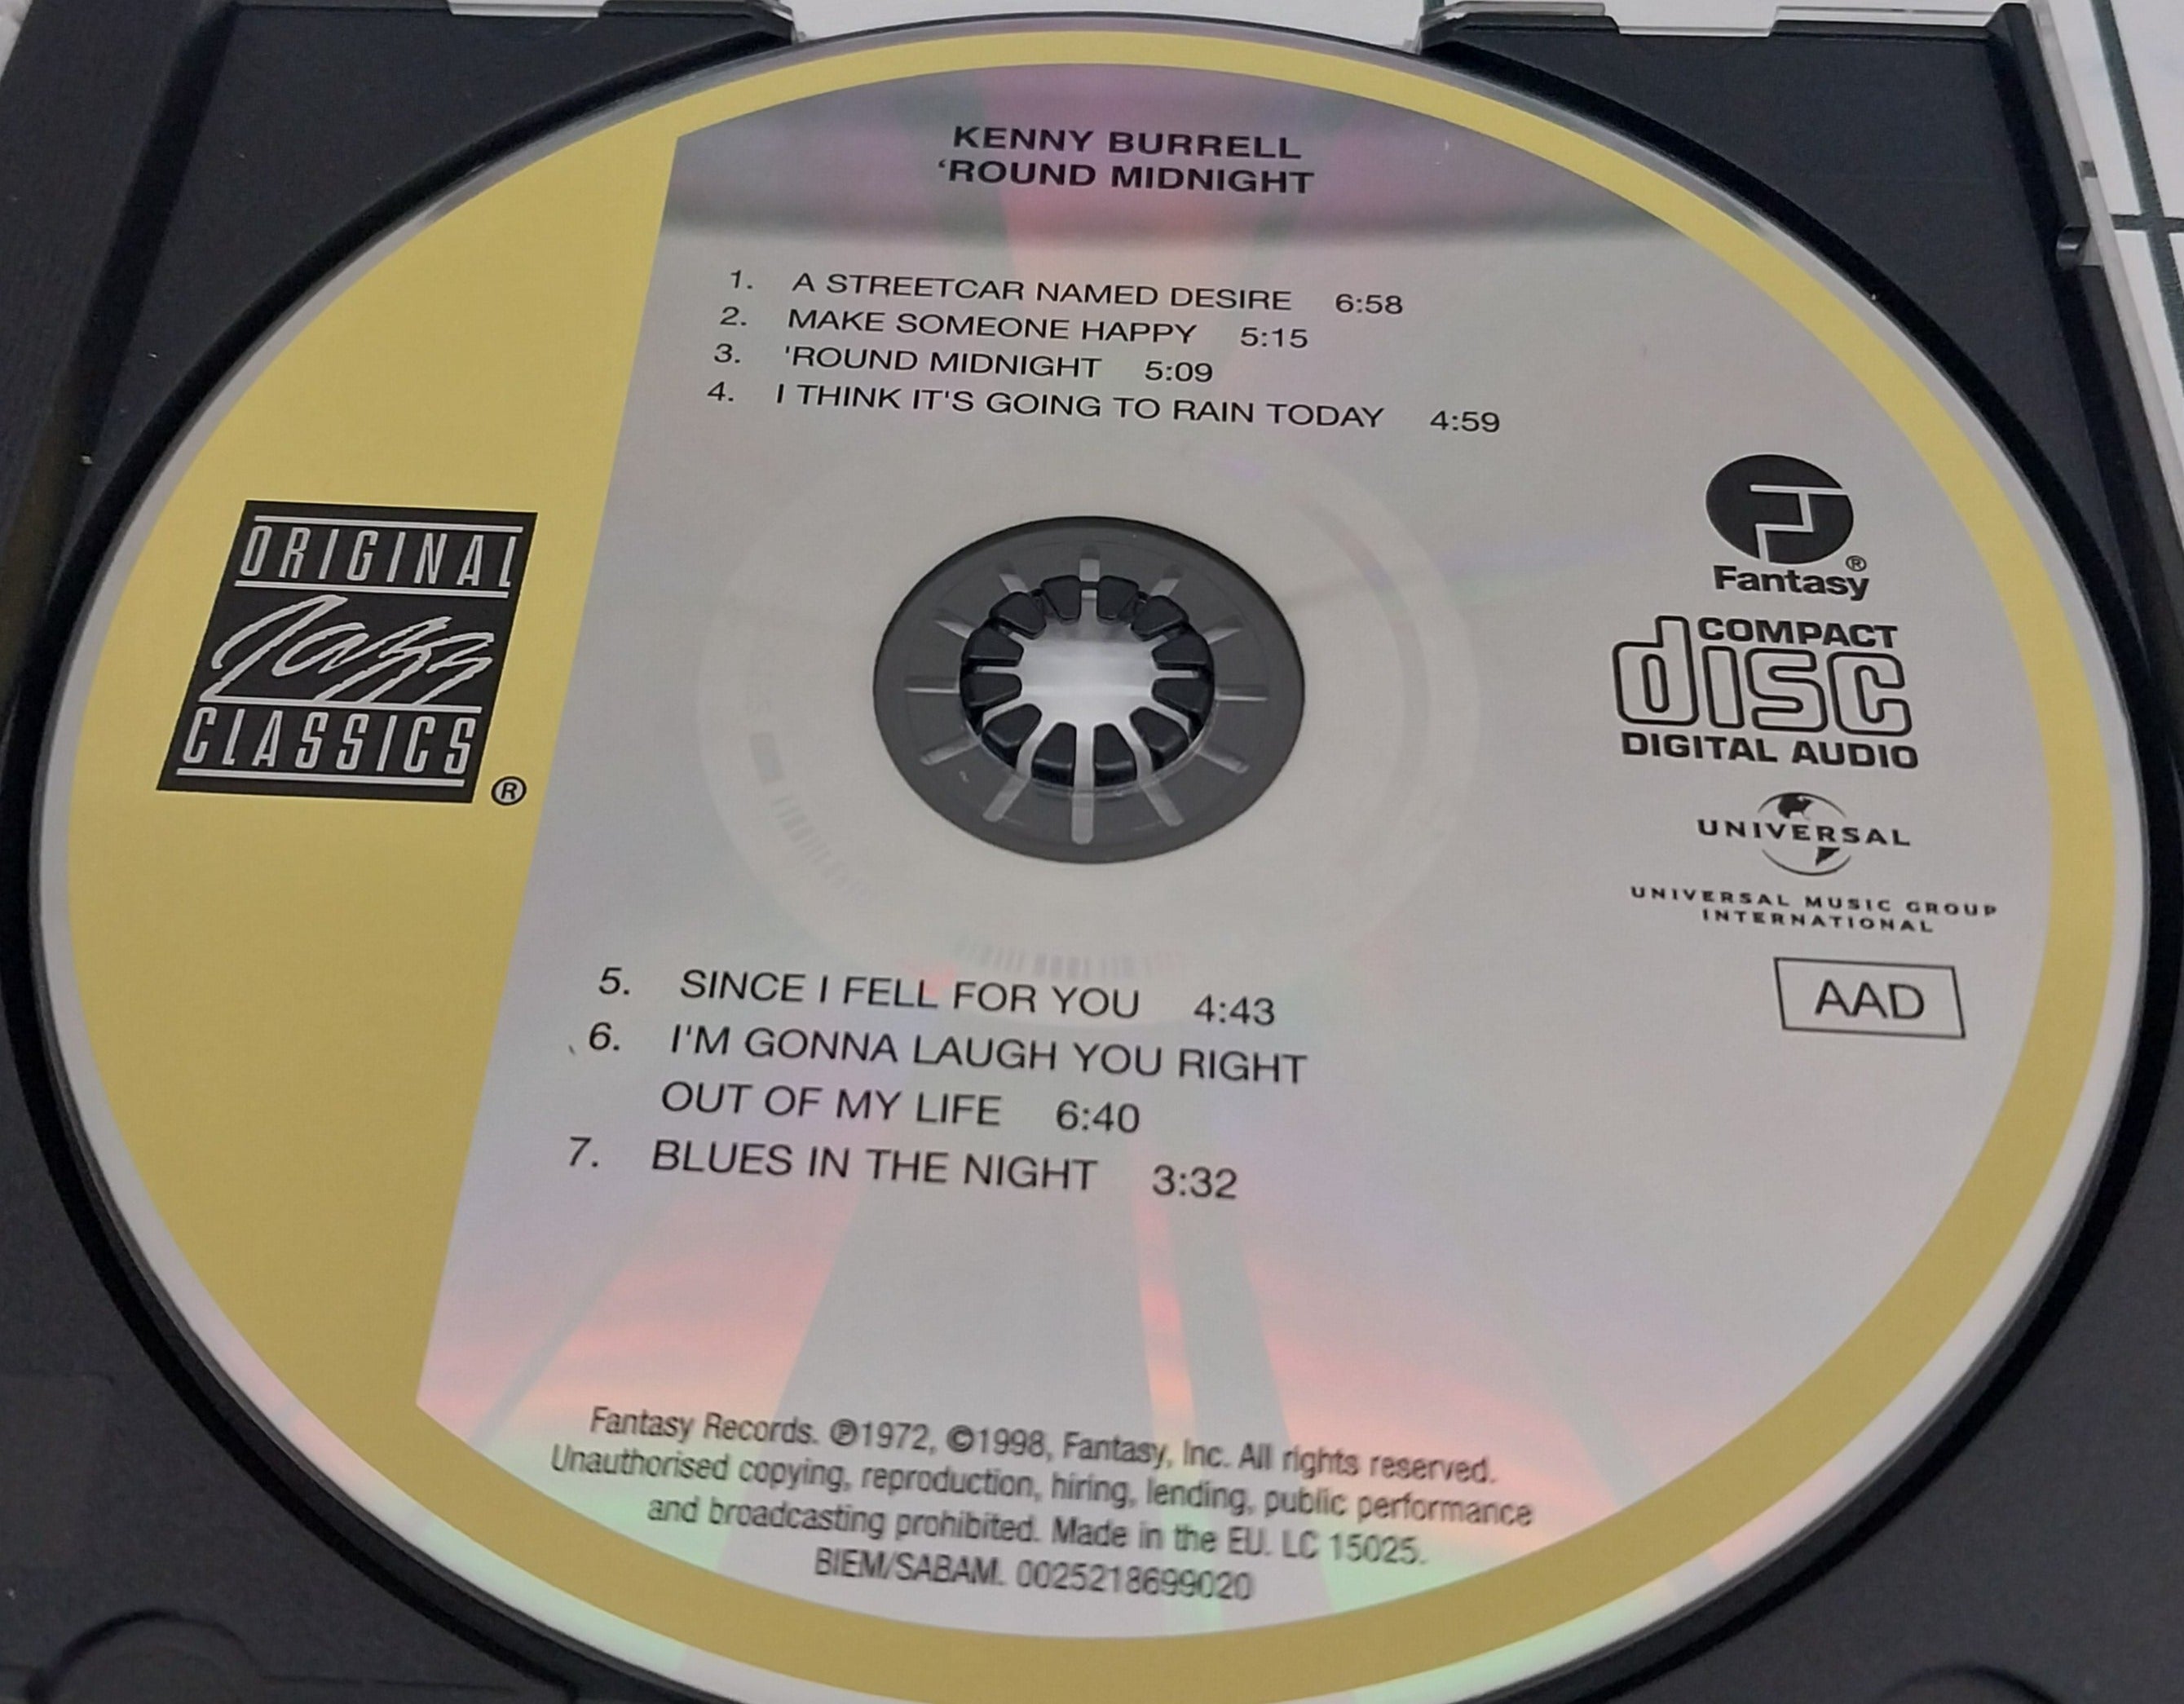 KENNY BURRELL
‘ROUND MIDNIGHT
1. A STREETCAR NAMED DESIRE 6:58
2. MAKE SOMEONE HAPPY 5:15
3. 'ROUND MIDNIGHT 5:09
4. I THINK IT'S GOING TO RAIN TODAY 4:59
ORIGINAL
Jazz
CLASSICS
®
®
Fantasy
COMPACT
disc
DIGITAL AUDIO
UNIVERSAL
UNIVERSAL MUSIC GROUP
INTERNATIONAL
AAD
5. SINCE I FELL FOR YOU 4:43
6. I'M GONNA LAUGH YOU RIGHT
OUT OF MY LIFE 6:40
7. BLUES IN THE NIGHT 3:32
Fantasy Records. ℗1972, ©1998, Fantasy, Inc. All rights reserved.
Unauthorised copying, reproduction, hiring, lending, public performance
and broadcasting prohibited. Made in the EU. LC 15025.
BIEM/SABAM. 0025218699020